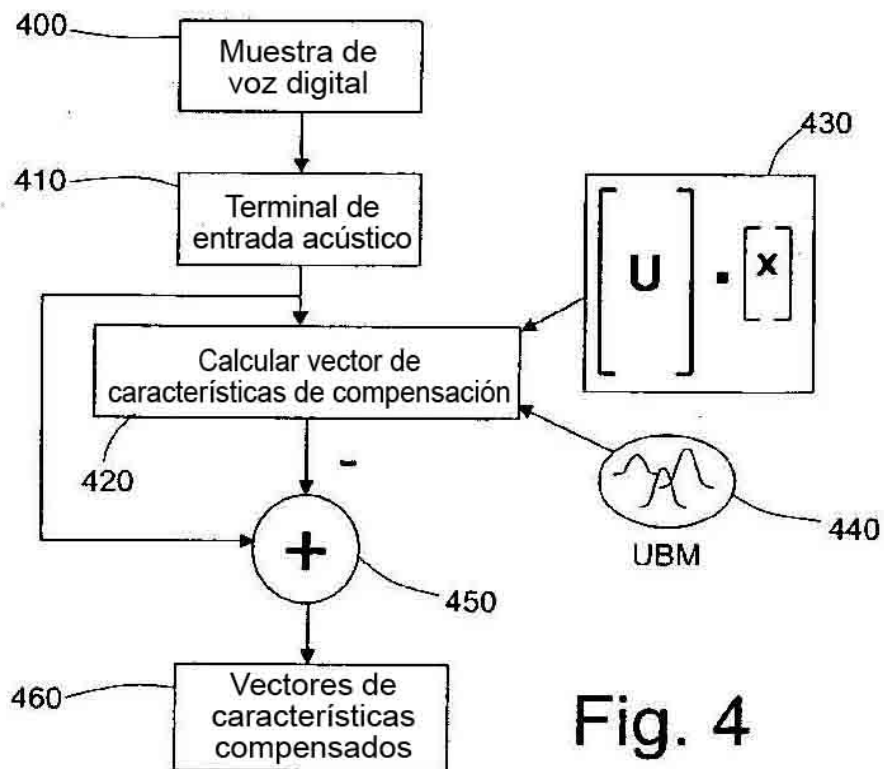 400
Muestra de
voz digital
410
Terminal de
entrada acústico
430
U . x
Calcular vector de
características de compensación
420
-
440
UBM
+
450
460
Vectores de
características
compensados
Fig. 4